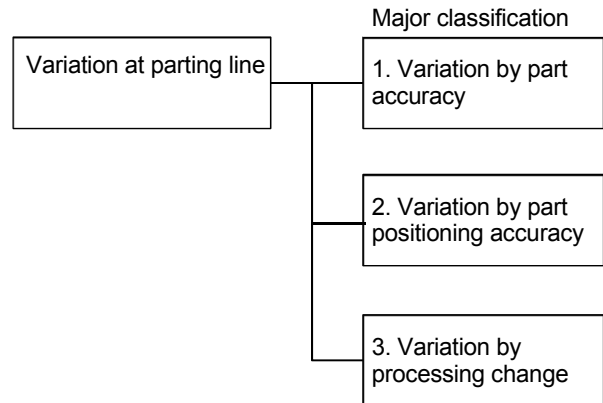 Major classification
Variation at parting line
1. Variation by part
accuracy
2. Variation by part
positioning accuracy
3. Variation by
processing change